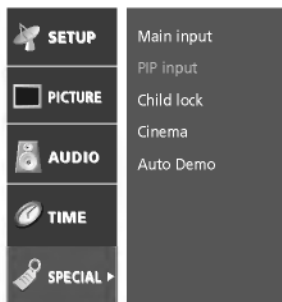 SETUP
PICTURE
AUDIO
TIME
SPECIAL
Main input
PIP input
Child lock
Cinema
Auto Demo